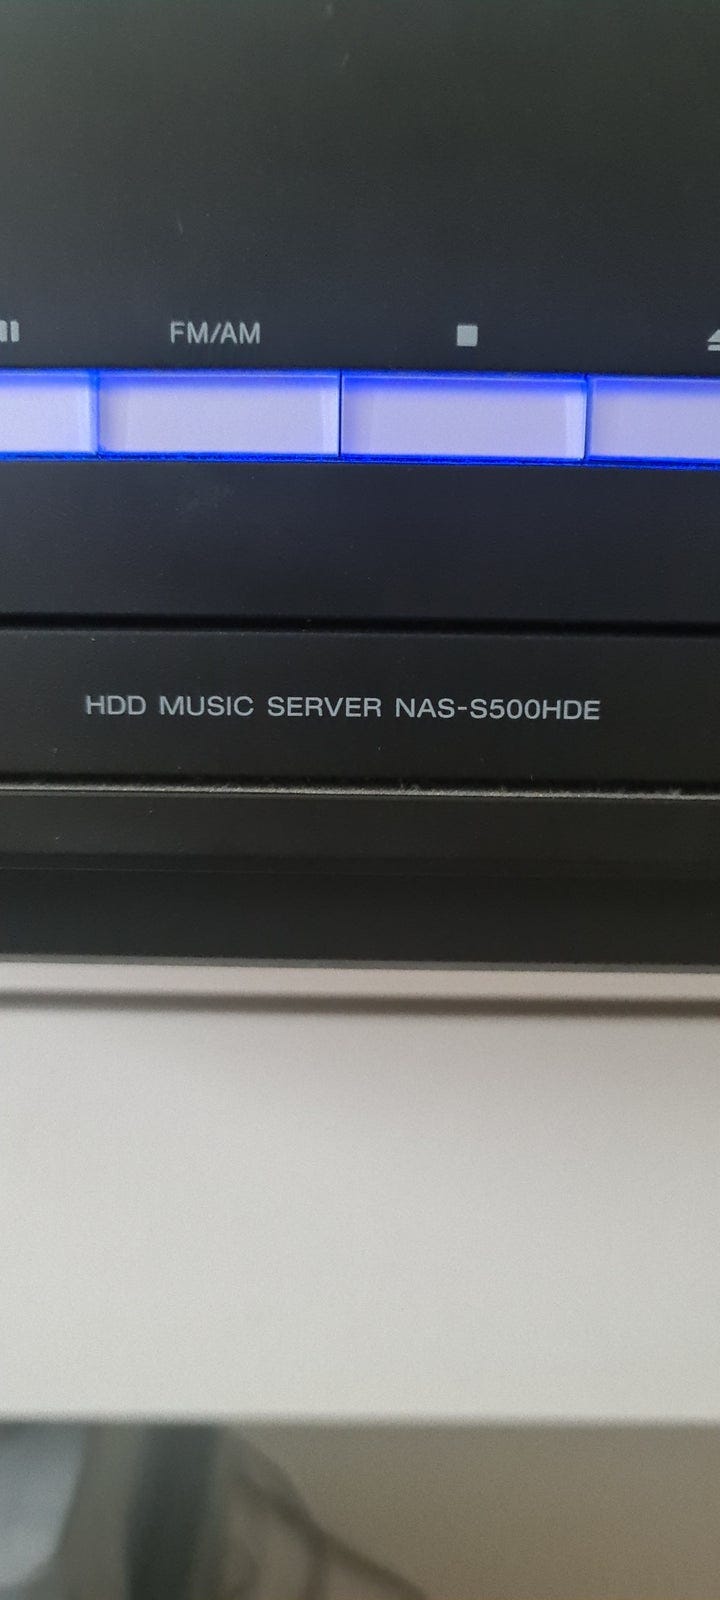 FM/AM
HDD MUSIC SERVER NAS-S500HDE